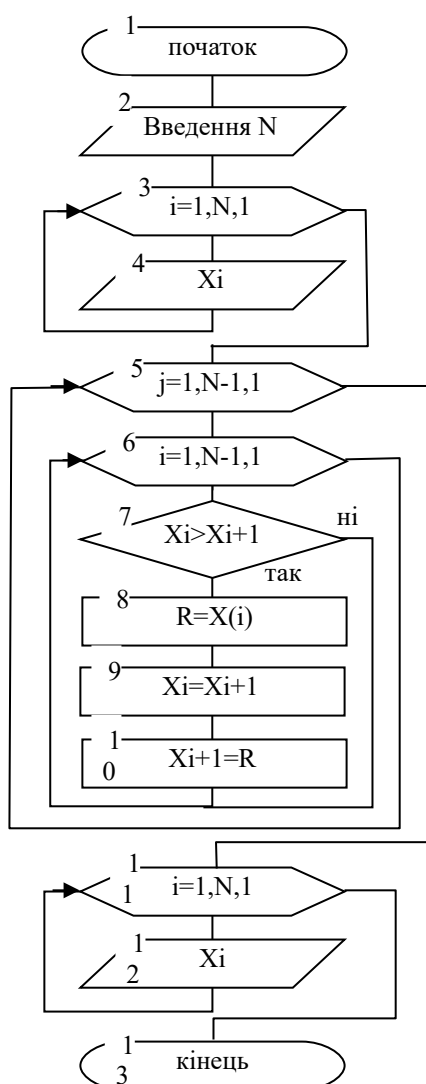 1
початок
2
Введення N
3
i=1,N,1
4
Xi
5
j=1,N-1,1
6
i=1,N-1,1
7
Xi>Xi+1
ні
так
8
R=X(i)
9
Xi=Xi+1
1
0
Xi+1=R
1
1
i=1,N,1
1
2
Xi
1
3
кінець